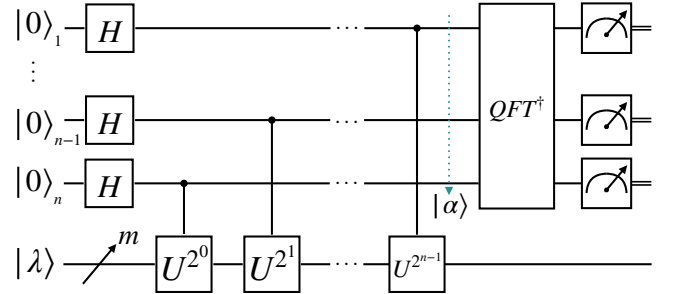 |0⟩₁ H ··· QFT†
⋮
|0⟩ₙ₋₁ H ···
|0⟩ₙ H ··· |α⟩
|λ⟩ m U^{2^0} U^{2^1} ··· U^{2^{n-1}}